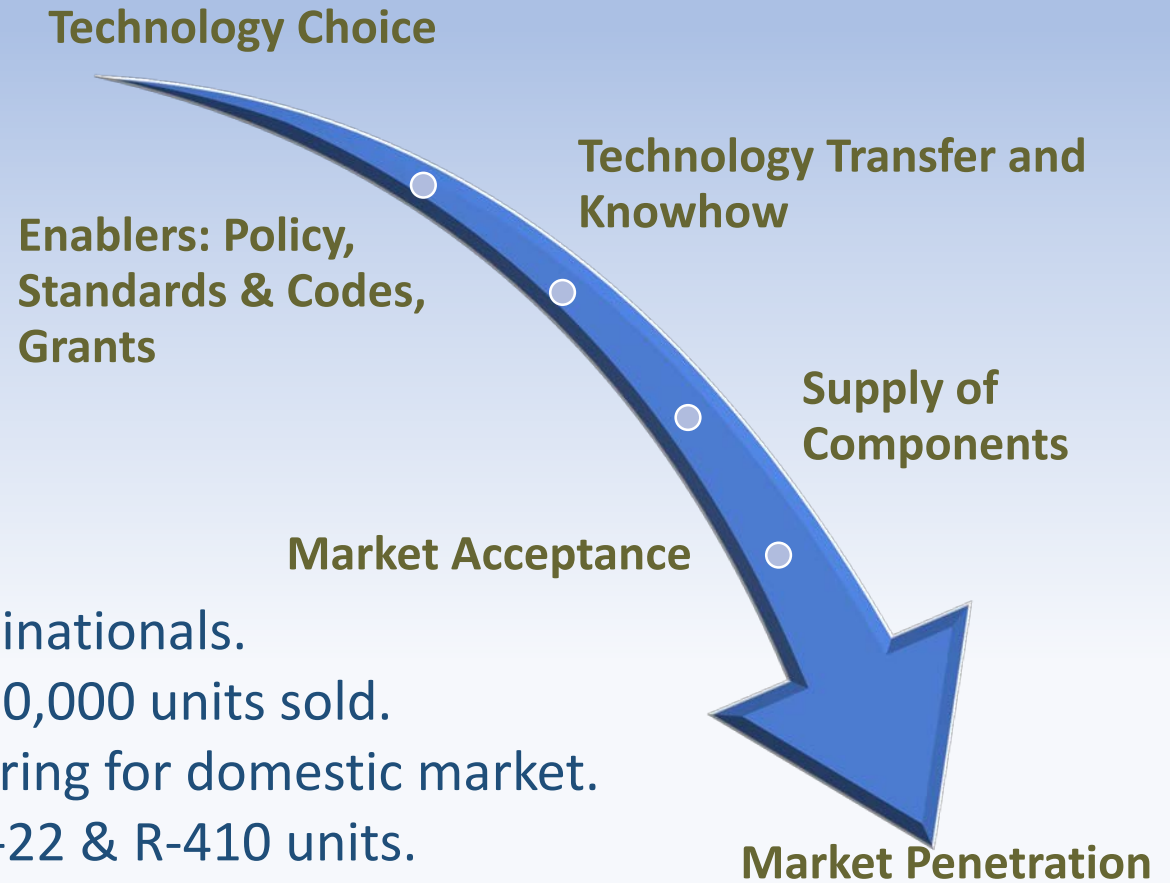 Technology Choice
Technology Transfer and
Knowhow
Enablers: Policy,
Standards & Codes,
Grants
Supply of
Components
Market Acceptance
inationals.
0,000 units sold.
ring for domestic market.
-22 & R-410 units.
Market Penetration